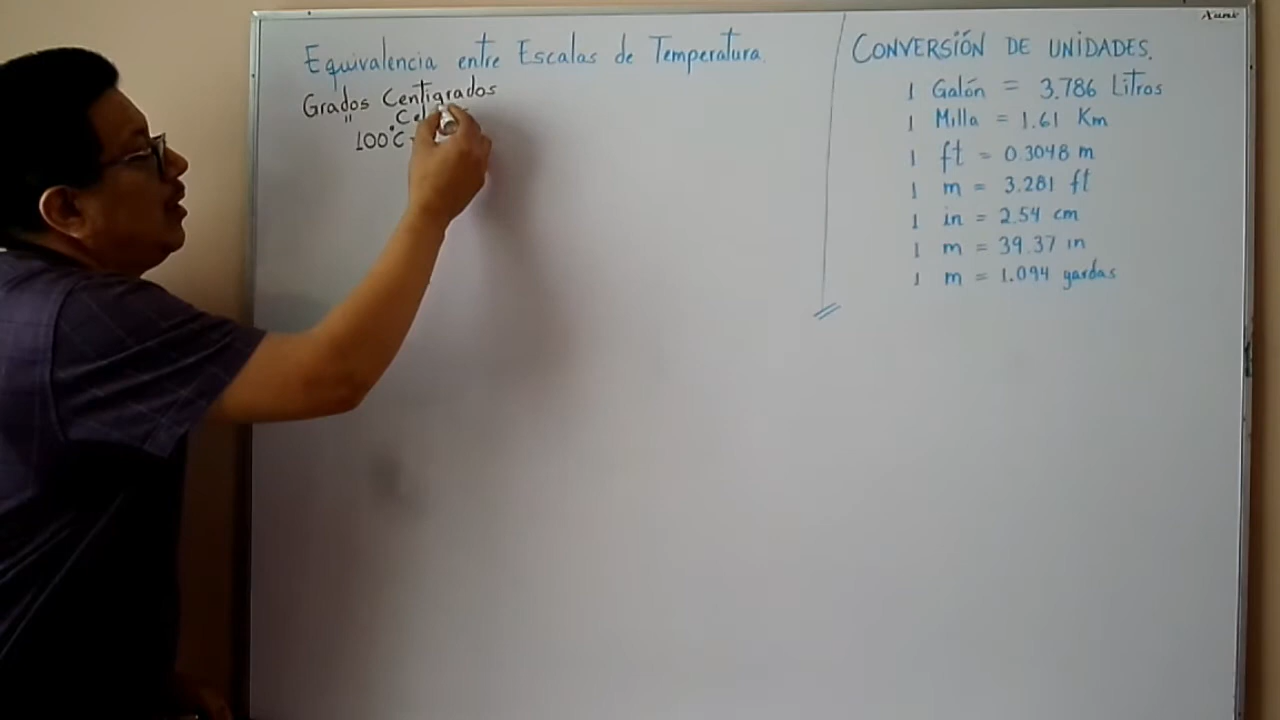 Equivalencia entre Escalas de Temperatura.
Grados Centigrados
"
100°C
CONVERSIÓN DE UNIDADES.
1 Galón = 3.786 Litros
1 Milla = 1.61 Km
1 ft = 0.3048 m
1 m = 3.281 ft
1 in = 2.54 cm
1 m = 39.37 in
1 m = 1.094 yardas